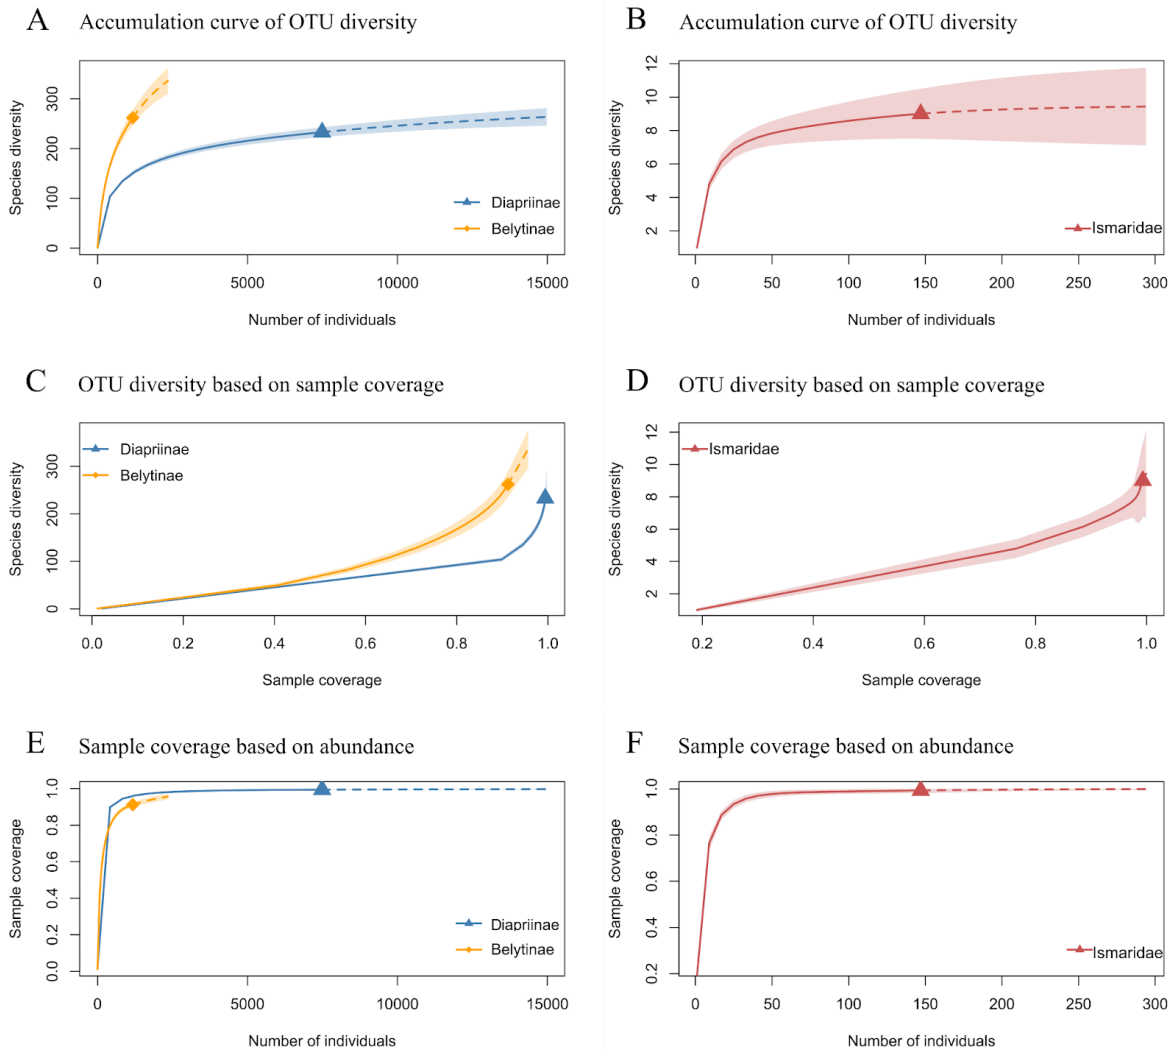 A Accumulation curve of OTU diversity
Species diversity
0 100 200 300
0 5000 10000 15000
Number of individuals
Diapriinae
Belytinae
B Accumulation curve of OTU diversity
Species diversity
2 4 6 8 10 12
0 50 100 150 200 250 300
Number of individuals
Ismaridae
C OTU diversity based on sample coverage
Species diversity
0 100 200 300
0.0 0.2 0.4 0.6 0.8 1.0
Sample coverage
Diapriinae
Belytinae
D OTU diversity based on sample coverage
Species diversity
2 4 6 8 10 12
0.2 0.4 0.6 0.8 1.0
Sample coverage
Ismaridae
E Sample coverage based on abundance
Sample coverage
0.0 0.2 0.4 0.6 0.8 1.0
0 5000 10000 15000
Number of individuals
Diapriinae
Belytinae
F Sample coverage based on abundance
Sample coverage
0.2 0.4 0.6 0.8 1.0
0 50 100 150 200 250 300
Number of individuals
Ismaridae